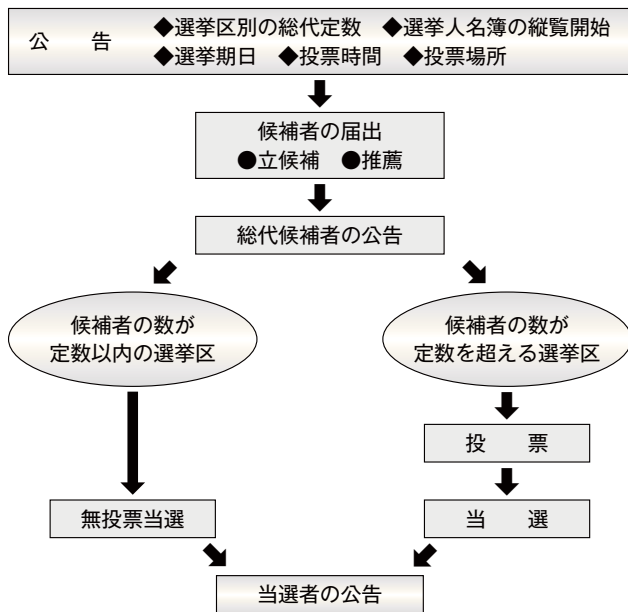 公　告
◆選挙区別の総代定数　◆選挙人名簿の縦覧開始
◆選挙期日　◆投票時間　◆投票場所
候補者の届出
●立候補　●推薦
総代候補者の公告
候補者の数が
定数以内の選挙区
候補者の数が
定数を超える選挙区
投　票
無投票当選
当　選
当選者の公告